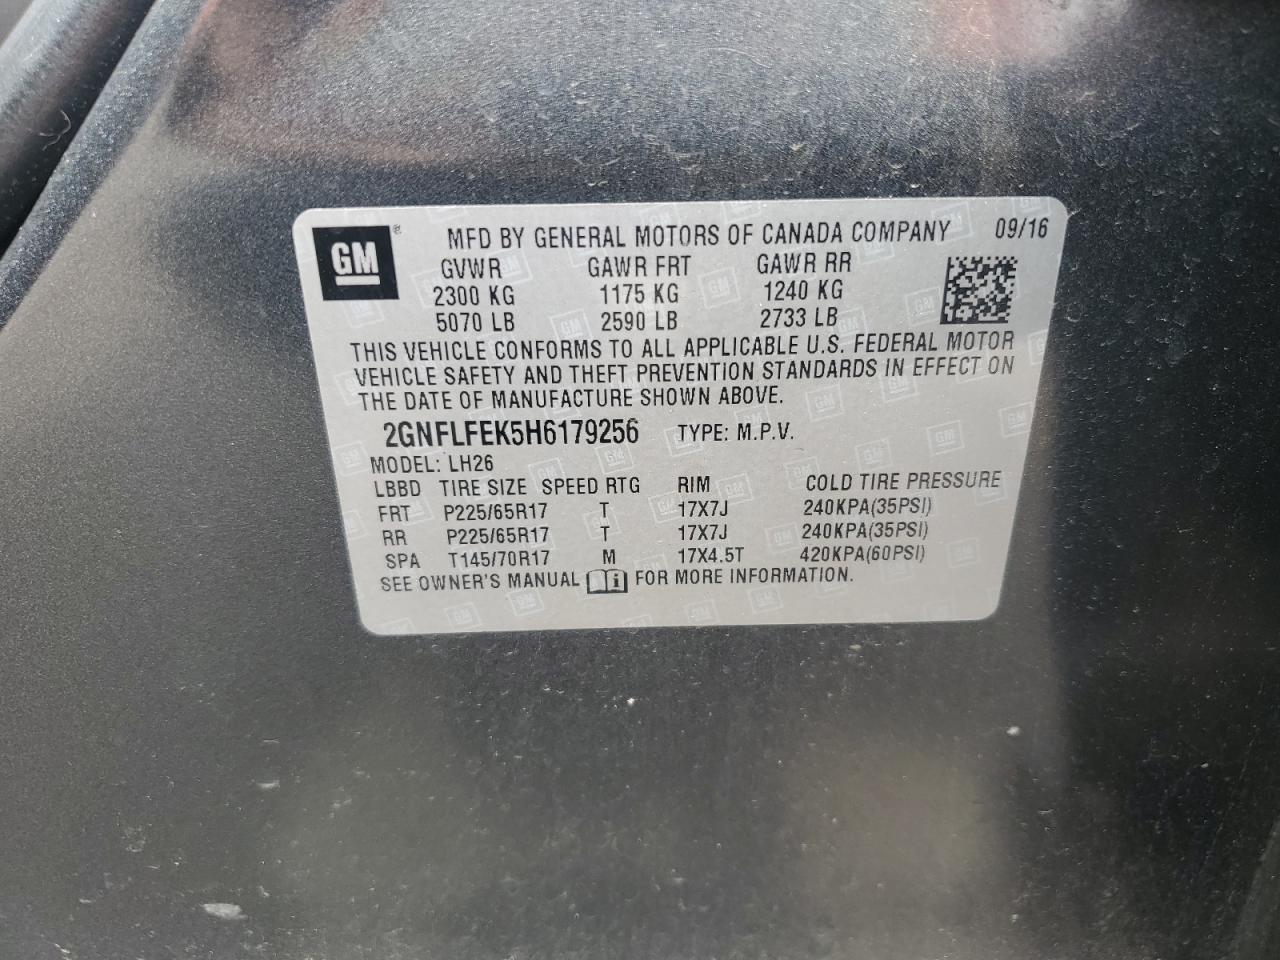 GM ® MFD BY GENERAL MOTORS OF CANADA COMPANY 09/16
GVWR GAWR FRT GAWR RR
2300 KG 1175 KG 1240 KG
5070 LB 2590 LB 2733 LB
THIS VEHICLE CONFORMS TO ALL APPLICABLE U.S. FEDERAL MOTOR
VEHICLE SAFETY AND THEFT PREVENTION STANDARDS IN EFFECT ON
THE DATE OF MANUFACTURE SHOWN ABOVE.
2GNFLFEK5H6179256 TYPE: M.P.V.
MODEL: LH26
LBBD TIRE SIZE SPEED RTG RIM COLD TIRE PRESSURE
FRT P225/65R17 T 17X7J 240KPA(35PSI)
RR P225/65R17 T 17X7J 240KPA(35PSI)
SPA T145/70R17 M 17X4.5T 420KPA(60PSI)
SEE OWNER'S MANUAL i FOR MORE INFORMATION.